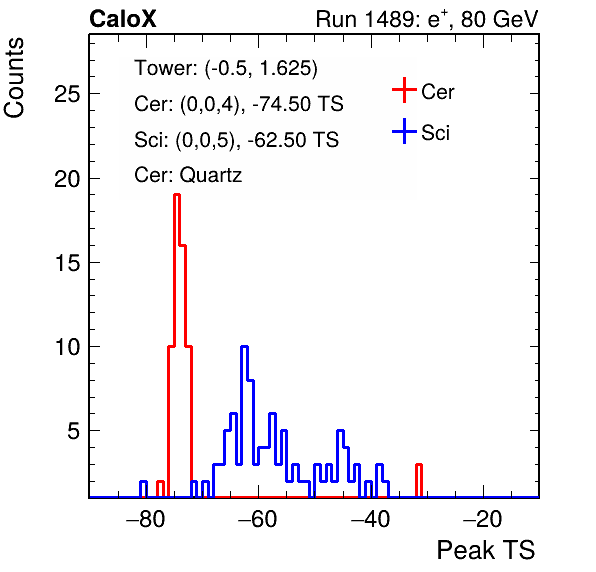 CaloX Run 1489: e⁺, 80 GeV
Counts
Tower: (-0.5, 1.625)
Cer: (0,0,4), -74.50 TS
Sci: (0,0,5), -62.50 TS
Cer: Quartz
Cer
Sci
25
20
15
10
5
−80 −60 −40 −20
Peak TS